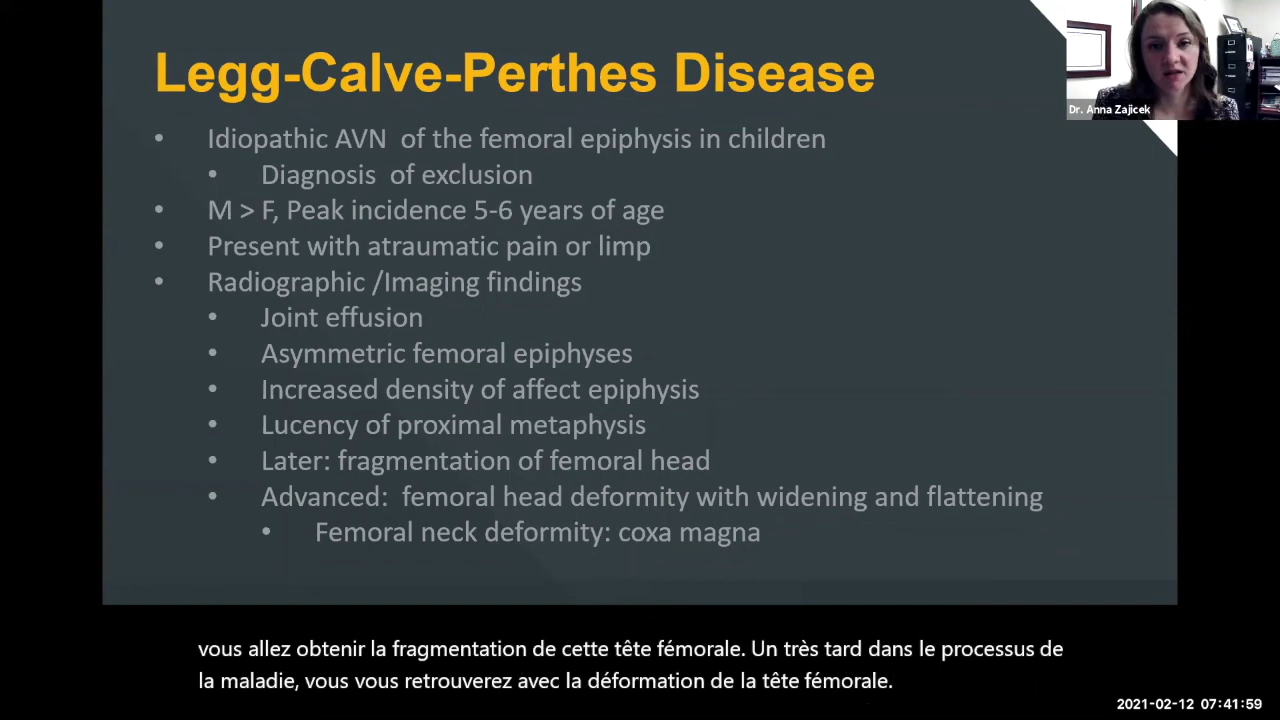 Legg-Calve-Perthes Disease
Dr. Anna Zajicek
• Idiopathic AVN of the femoral epiphysis in children
• Diagnosis of exclusion
• M > F, Peak incidence 5-6 years of age
• Present with atraumatic pain or limp
• Radiographic /Imaging findings
• Joint effusion
• Asymmetric femoral epiphyses
• Increased density of affect epiphysis
• Lucency of proximal metaphysis
• Later: fragmentation of femoral head
• Advanced: femoral head deformity with widening and flattening
• Femoral neck deformity: coxa magna
vous allez obtenir la fragmentation de cette tête fémorale. Un très tard dans le processus de
la maladie, vous vous retrouverez avec la déformation de la tête fémorale.
2021-02-12 07:41:59